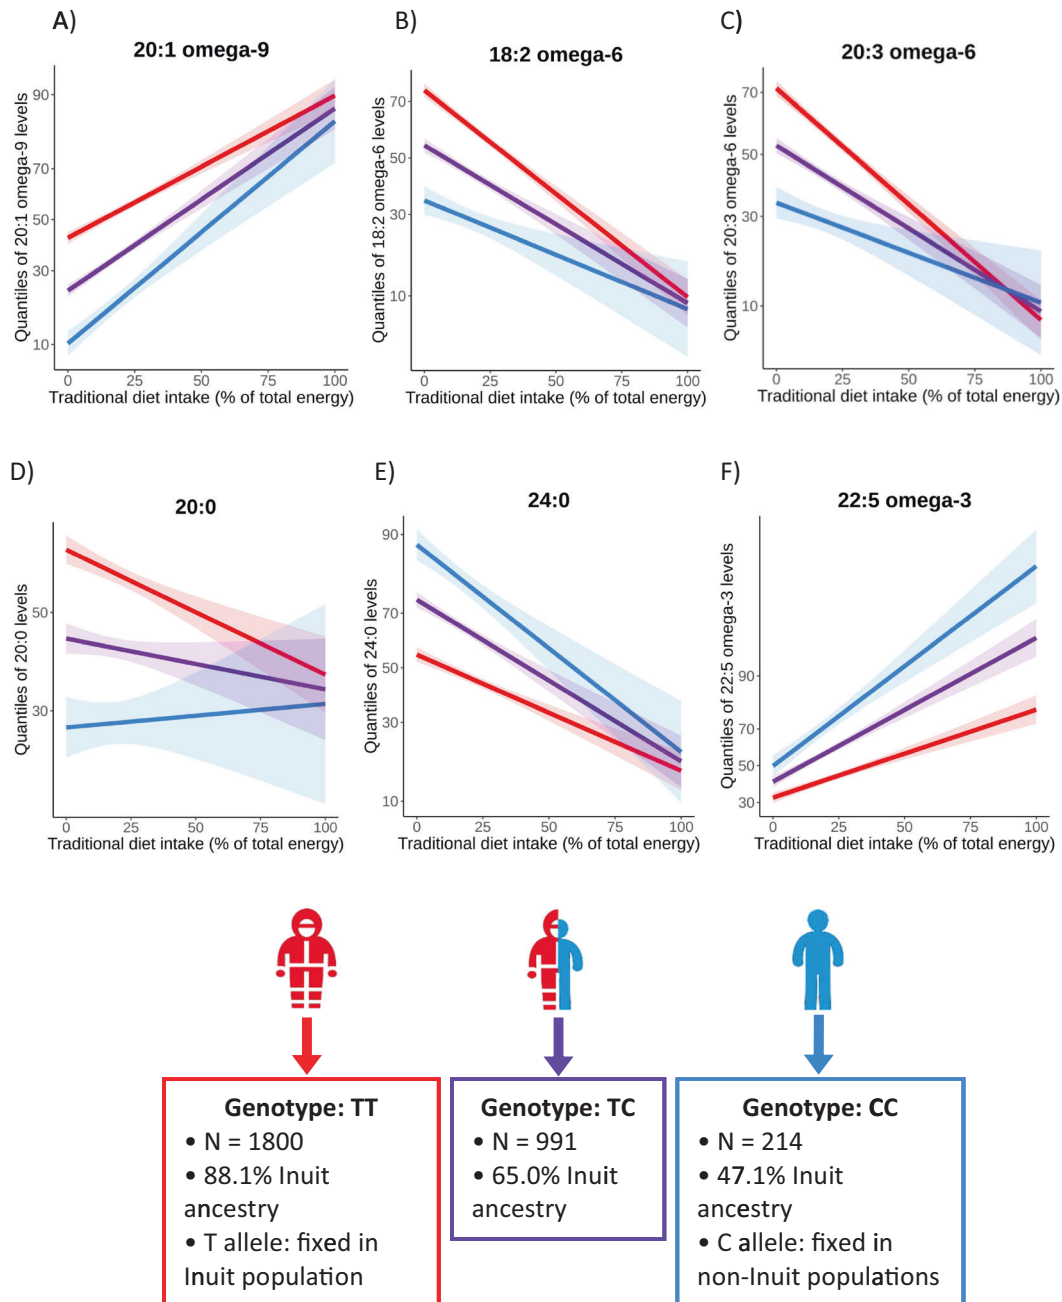 A)
20:1 omega-9
Quantiles of 20:1 omega-9 levels
90
70
50
30
10
0 25 50 75 100
Traditional diet intake (% of total energy)
B)
18:2 omega-6
Quantiles of 18:2 omega-6 levels
70
50
30
10
0 25 50 75 100
Traditional diet intake (% of total energy)
C)
20:3 omega-6
Quantiles of 20:3 omega-6 levels
70
50
30
10
0 25 50 75 100
Traditional diet intake (% of total energy)
D)
20:0
Quantiles of 20:0 levels
50
30
0 25 50 75 100
Traditional diet intake (% of total energy)
E)
24:0
Quantiles of 24:0 levels
90
70
50
30
10
0 25 50 75 100
Traditional diet intake (% of total energy)
F)
22:5 omega-3
Quantiles of 22:5 omega-3 levels
90
70
50
30
0 25 50 75 100
Traditional diet intake (% of total energy)
Genotype: TT
• N = 1800
• 88.1% Inuit
ancestry
• T allele: fixed in
Inuit population
Genotype: TC
• N = 991
• 65.0% Inuit
ancestry
Genotype: CC
• N = 214
• 47.1% Inuit
ancestry
• C allele: fixed in
non-Inuit populations